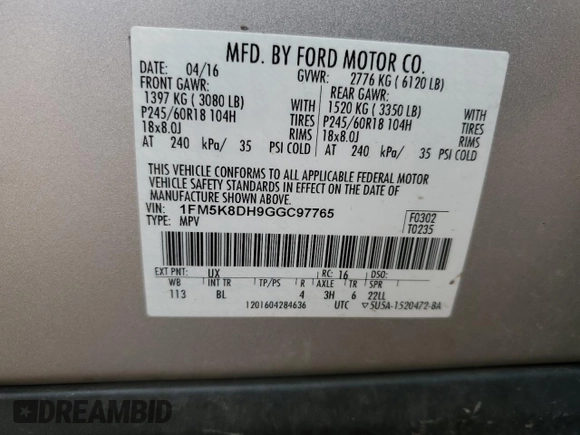 MFD. BY FORD MOTOR CO.
DATE: 04/16 GVWR: 2776 KG ( 6120 LB)
FRONT GAWR: REAR GAWR:
1397 KG ( 3080 LB) WITH 1520 KG ( 3350 LB) WITH
P245/60R18 104H TIRES P245/60R18 104H TIRES
18x8.0J RIMS 18x8.0J RIMS
AT 240 kPa/ 35 PSI COLD AT 240 kPa/ 35 PSI COLD
THIS VEHICLE CONFORMS TO ALL APPLICABLE FEDERAL MOTOR
VEHICLE SAFETY STANDARDS IN EFFECT ON THE DATE OF
MANUFACTURE SHOWN ABOVE.
VIN: 1FM5K8DH9GGC97765
TYPE: MPV
F0302
T0235
EXT PNT: UX RC: 16 DSO:
WB INT TR TP/PS R AXLE TR SPR
113 BL 4 3H 6 22LL
1201604284636 UTC ▽5U5A-1520472-BA
DREAMBID